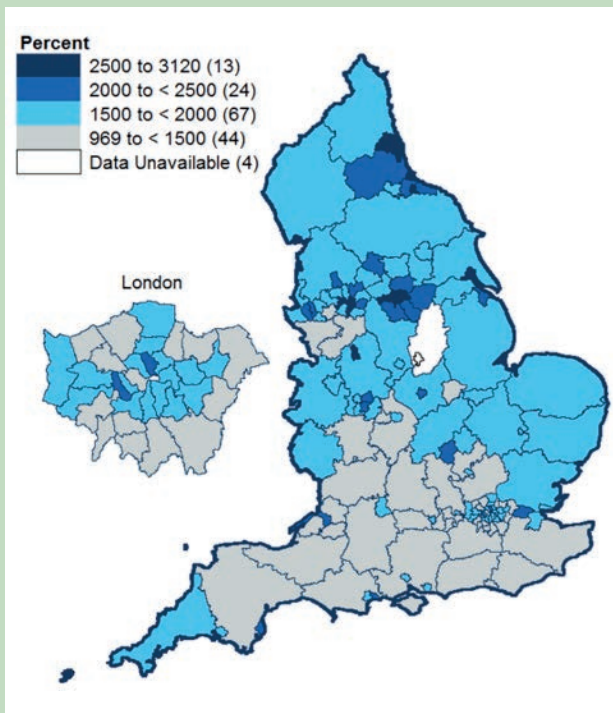 Percent
2500 to 3120 (13)
2000 to < 2500 (24)
1500 to < 2000 (67)
969 to < 1500 (44)
Data Unavailable (4)
London